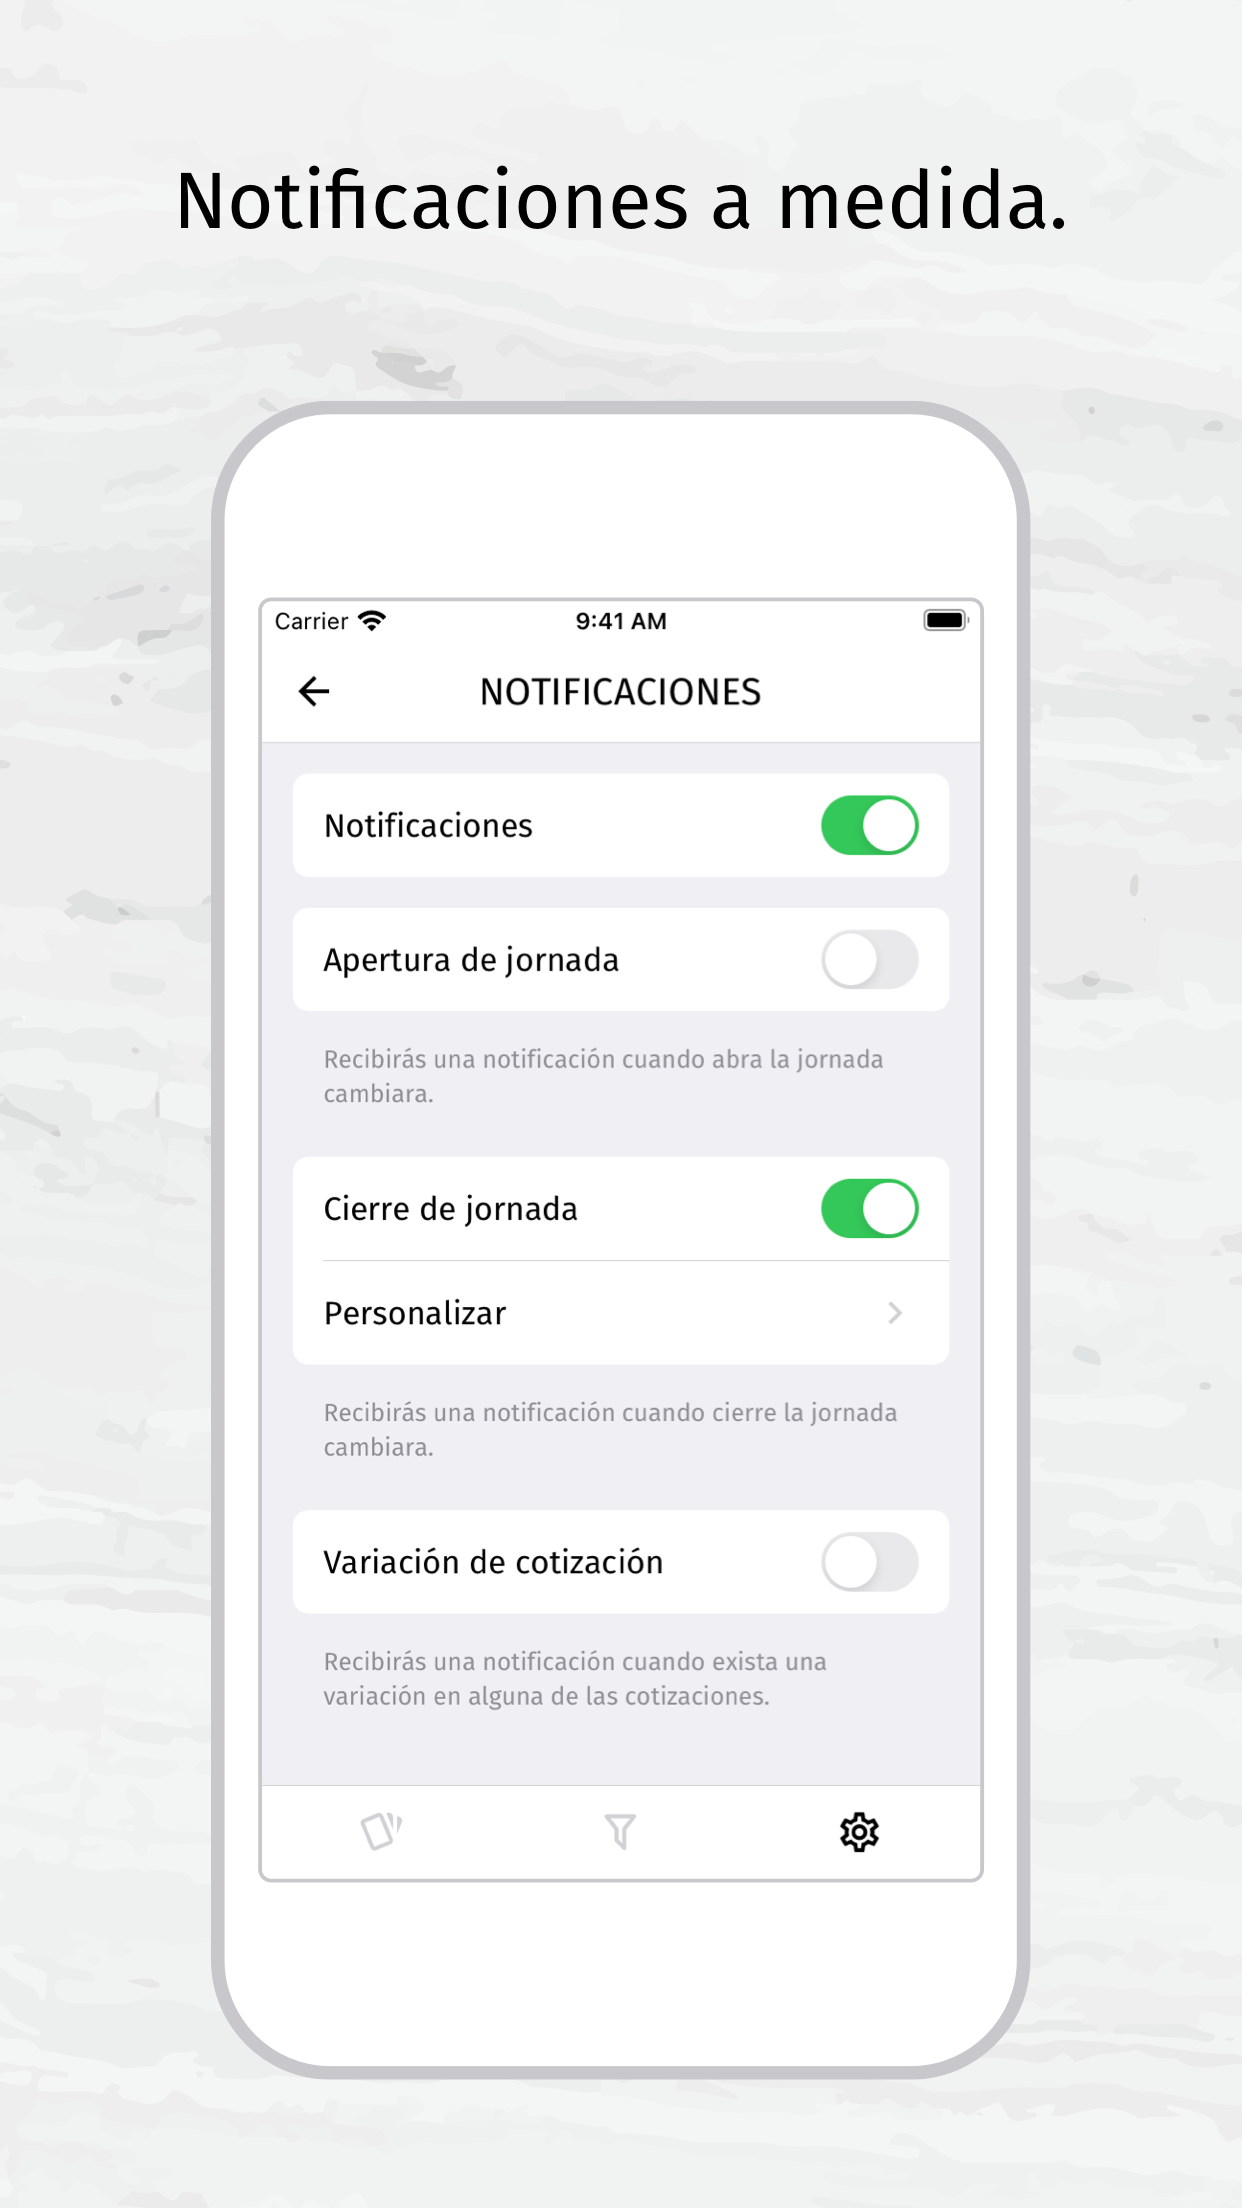 Notificaciones a medida.
Carrier
9:41 AM
NOTIFICACIONES
Notificaciones
Apertura de jornada
Recibirás una notificación cuando abra la jornada
cambiara.
Cierre de jornada
Personalizar
Recibirás una notificación cuando cierre la jornada
cambiara.
Variación de cotización
Recibirás una notificación cuando exista una
variación en alguna de las cotizaciones.